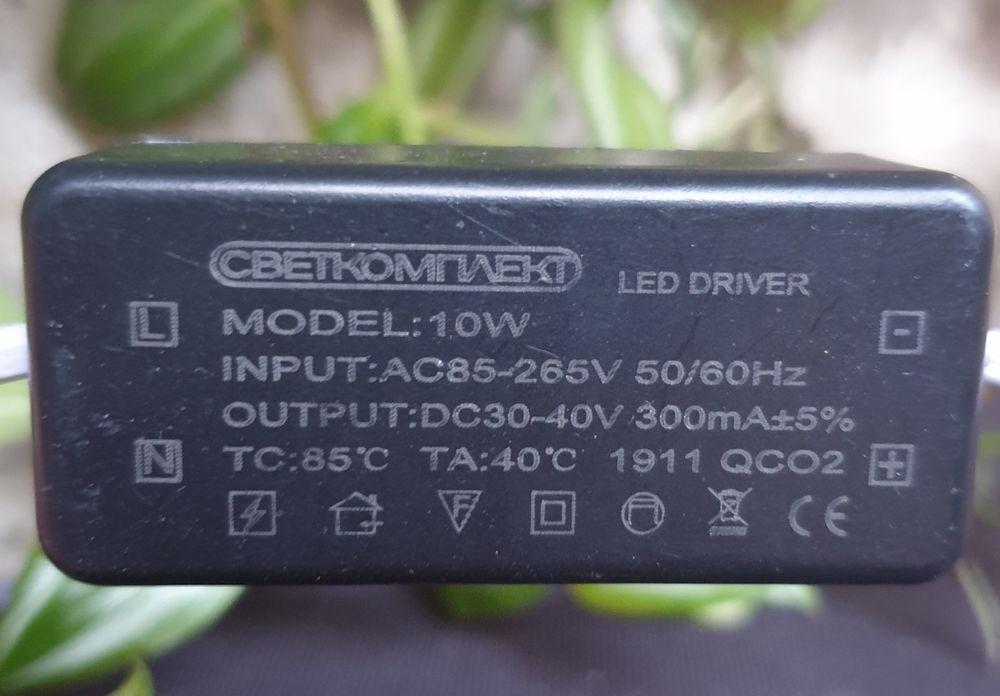 СВЕТКОМПЛЕКТ LED DRIVER
L MODEL:10W -
INPUT:AC85-265V 50/60Hz
OUTPUT:DC30-40V 300mA±5%
N TC:85℃ TA:40℃ 1911 QCO2 +
F CE